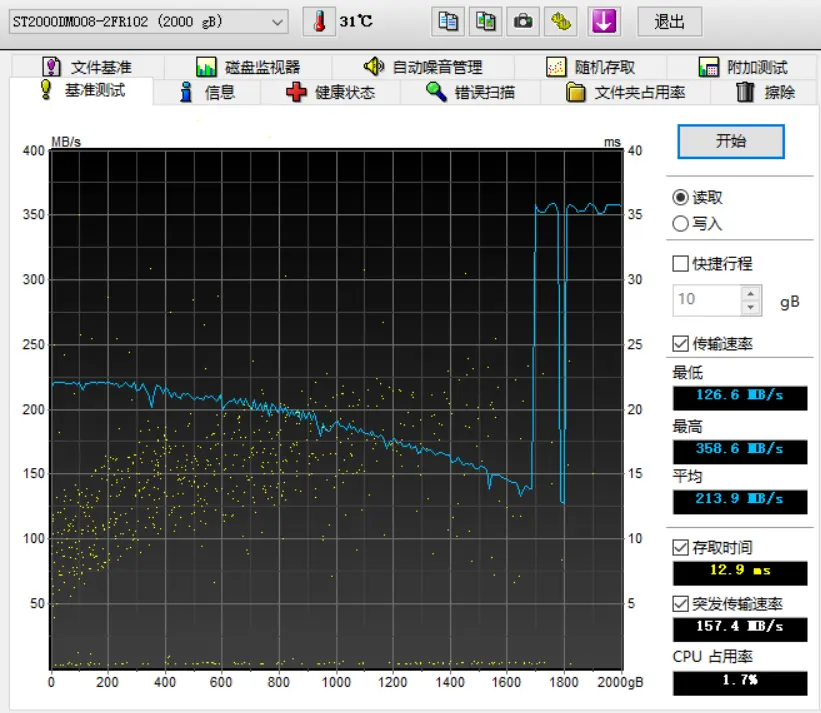 ST2000DM008-2FR102 (2000 gB)
31℃
退出
文件基准
磁盘监视器
自动噪音管理
随机存取
附加测试
基准测试
信息
健康状态
错误扫描
文件夹占用率
擦除
MB/s
ms
400
350
300
250
200
150
100
50
40
35
30
25
20
15
10
5
0
200
400
600
800
1000
1200
1400
1600
1800
2000gB
开始
读取
写入
快捷行程
10
gB
传输速率
最低
126.6 MB/s
最高
358.6 MB/s
平均
213.9 MB/s
存取时间
12.9 ms
突发传输速率
157.4 MB/s
CPU 占用率
1.7%